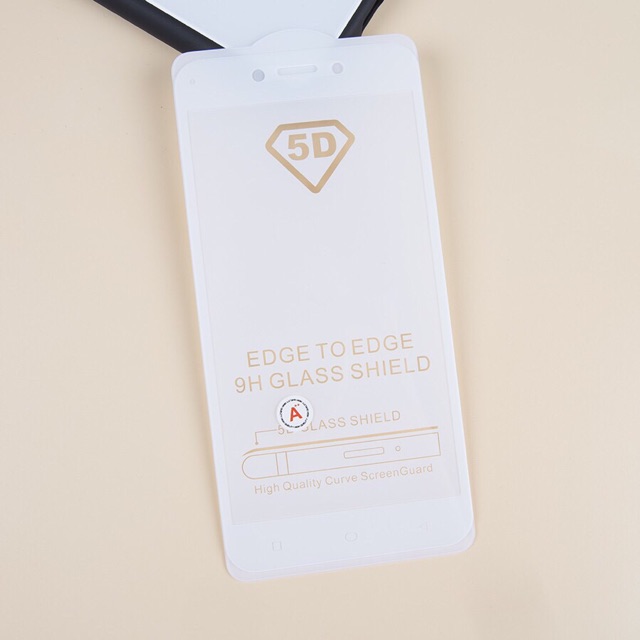 5D
EDGE TO EDGE
9H GLASS SHIELD
A
GLASS SHIELD
High Quality Curve ScreenGuard